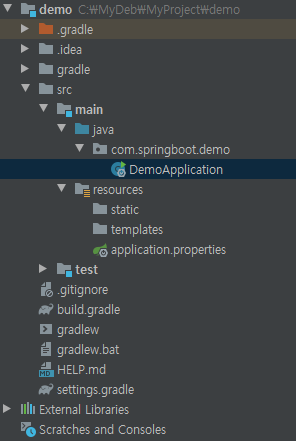 demo C:₩MyDeb₩MyProject₩demo
.gradle
.idea
gradle
src
main
java
com.springboot.demo
DemoApplication
resources
static
templates
application.properties
test
.gitignore
build.gradle
gradlew
gradlew.bat
HELP.md
settings.gradle
External Libraries
Scratches and Consoles